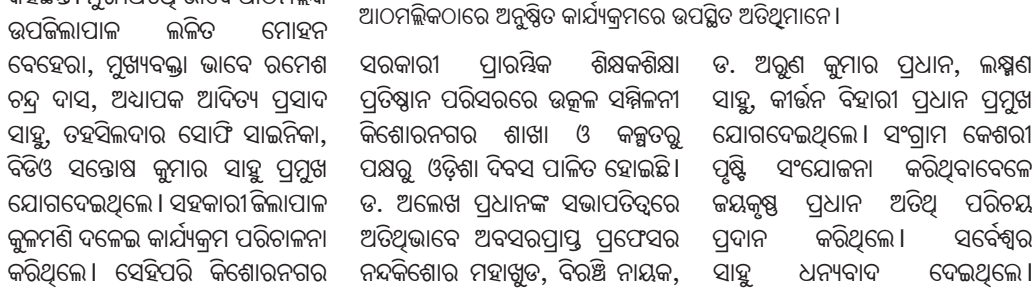 ଉପଜିଲାପାଳ ଲଳିତ ମୋହନ
ବେହେରା, ମୁଖ୍ୟବକ୍ତା ଭାବେ ରମେଶ
ଚନ୍ଦ୍ର ଦାସ, ଅଧ୍ୟାପକ ଆଦିତ୍ୟ ପ୍ରସାଦ
ସାହୁ, ତହସିଲଦାର ସୋଫି ସାଇନିକା,
ବିଡିଓ ସନ୍ତୋଷ କୁମାର ସାହୁ ପ୍ରମୁଖ
ଯୋଗଦେଇଥିଲେ। ସହକାରୀ ଜିଲାପାଳ
କୁଳମଣି ଦଳେଇ କାର୍ଯ୍ୟକ୍ରମ ପରିଚାଳନା
କରିଥିଲେ। ସେହିପରି କିଶୋରନଗର
ଆଠମଲ୍ଲିକଠାରେ ଅନୁଷ୍ଠିତ କାର୍ଯ୍ୟକ୍ରମରେ ଉପସ୍ଥିତ ଅତିଥିମାନେ।
ସରକାରୀ ପ୍ରାରମ୍ଭିକ ଶିକ୍ଷକଶିକ୍ଷା
ପ୍ରତିଷ୍ଠାନ ପରିସରରେ ଉତ୍କଳ ସମ୍ମିଳନୀ
କିଶୋରନଗର ଶାଖା ଓ କଳ୍ପତରୁ
ପକ୍ଷରୁ ଓଡ଼ିଶା ଦିବସ ପାଳିତ ହୋଇଛି।
ଡ. ଅଲେଖ ପ୍ରଧାନଙ୍କ ସଭାପତିତ୍ୱରେ
ଅତିଥିଭାବେ ଅବସରପ୍ରାପ୍ତ ପ୍ରଫେସର
ନନ୍ଦକିଶୋର ମହାଖୁଡ, ବିରଞ୍ଚି ନାୟକ,
ଡ. ଅରୁଣ କୁମାର ପ୍ରଧାନ, ଲକ୍ଷ୍ମଣ
ସାହୁ, କୀର୍ତ୍ତନ ବିହାରୀ ପ୍ରଧାନ ପ୍ରମୁଖ
ଯୋଗଦେଇଥିଲେ। ସଂଗ୍ରାମ କେଶରୀ
ପୃଷ୍ଟି ସଂଯୋଜନା କରିଥିବାବେଳେ
ଜୟକୃଷ୍ଣ ପ୍ରଧାନ ଅତିଥି ପରିଚୟ
ପ୍ରଦାନ କରିଥିଲେ। ସର୍ବେଶ୍ୱର
ସାହୁ ଧନ୍ୟବାଦ ଦେଇଥିଲେ।